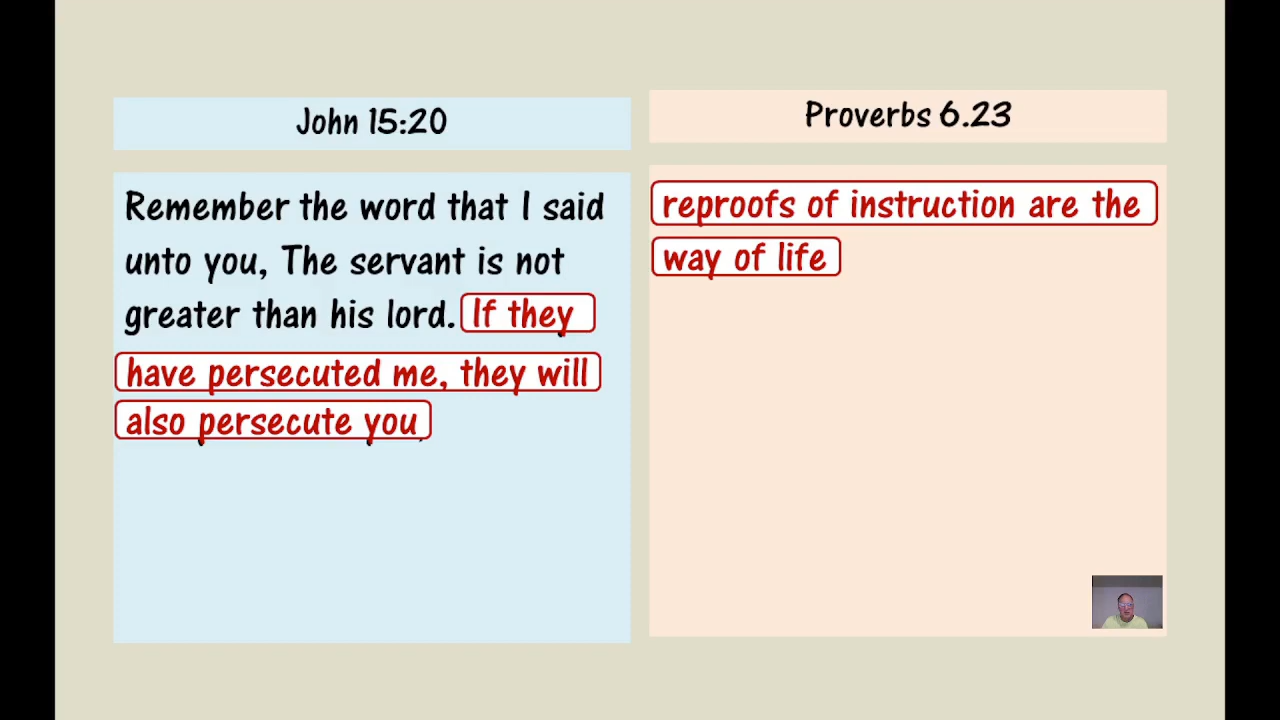 John 15:20
Remember the word that I said
unto you, The servant is not
greater than his lord. If they
have persecuted me, they will
also persecute you
Proverbs 6.23
reproofs of instruction are the
way of life